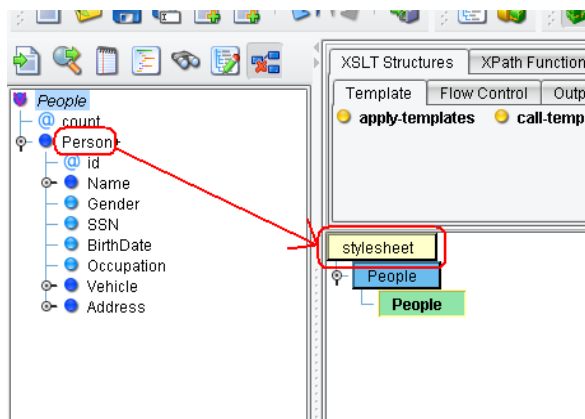 XSLT Structures XPath Function
Template Flow Control Outp
apply-templates call-temp
People
@ count
Person+
@ id
Name
Gender
SSN
BirthDate
Occupation
Vehicle
Address
stylesheet
People
People